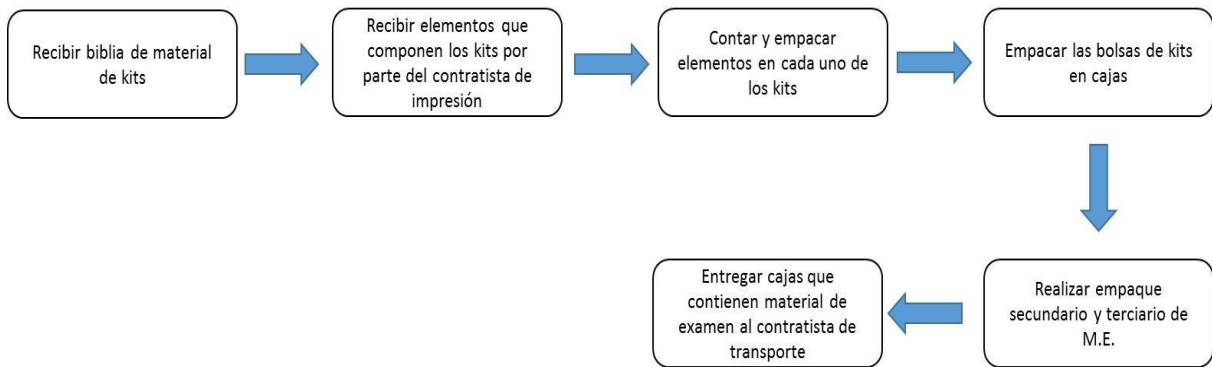 Recibir biblia de material
de kits
Recibir elementos que
componen los kits por
parte del contratista de
impresión
Contar y empacar
elementos en cada uno de
los kits
Empacar las bolsas de kits
en cajas
Realizar empaque
secundario y terciario de
M.E.
Entregar cajas que
contienen material de
examen al contratista de
transporte